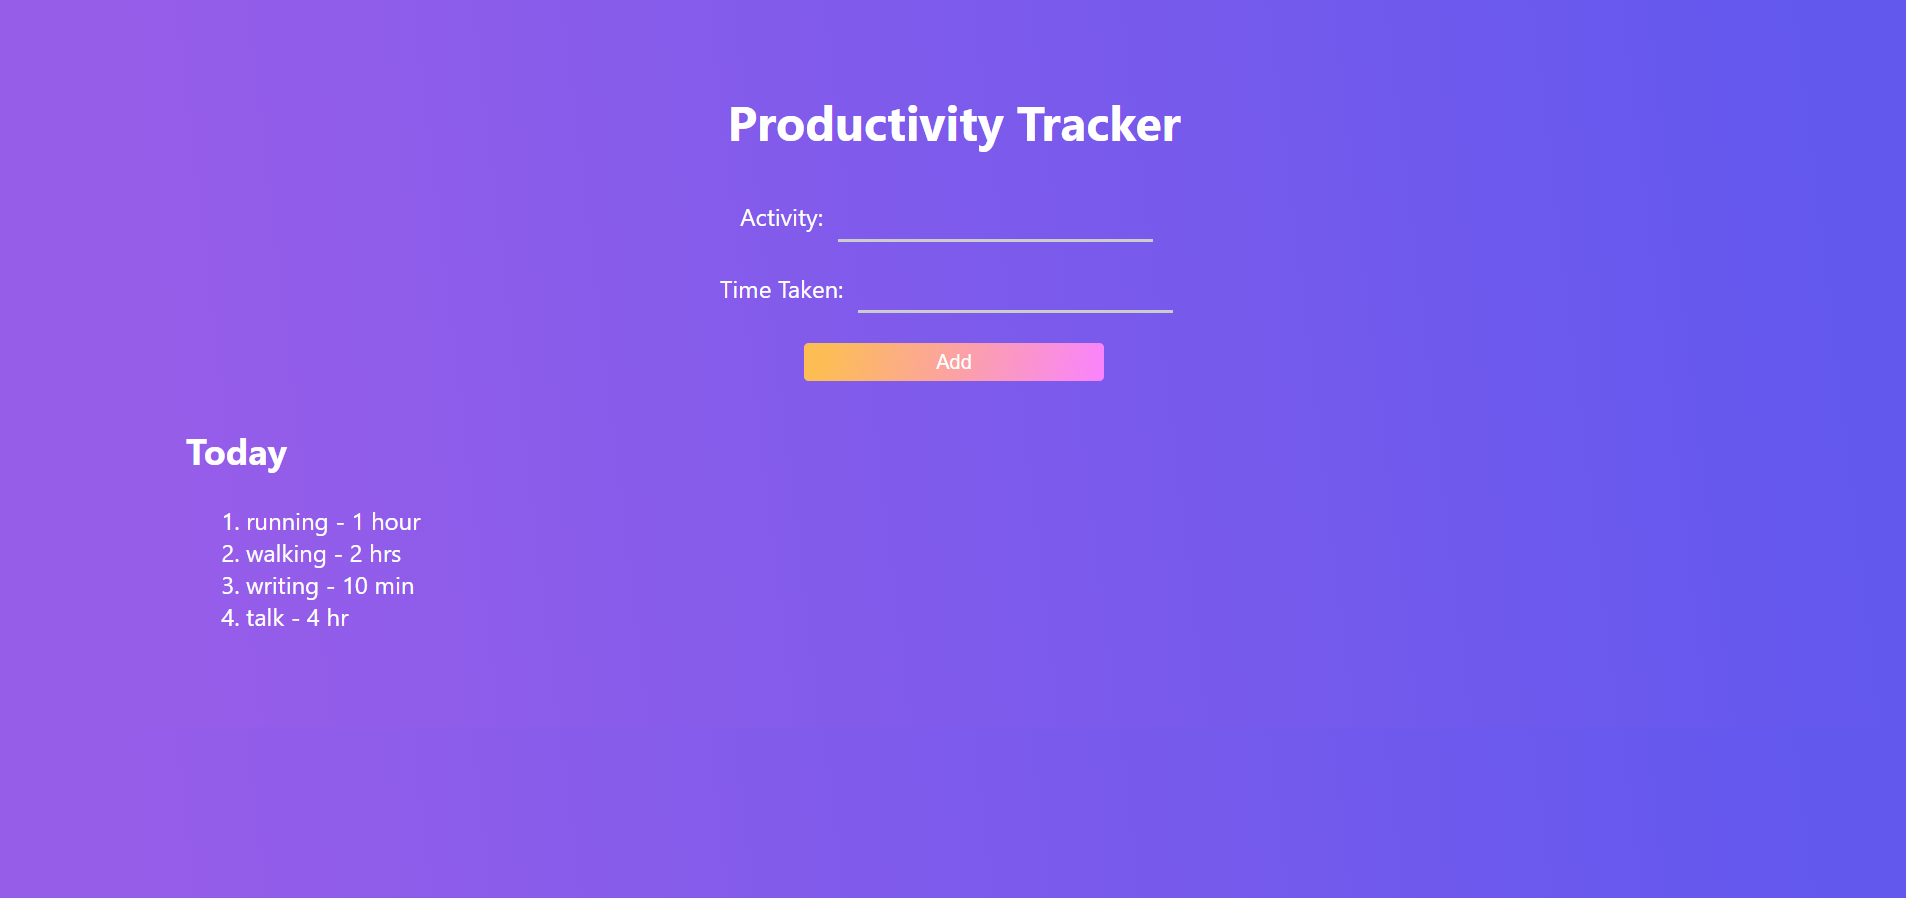 Productivity Tracker
Activity:
Time Taken:
Add
Today
1. running - 1 hour
2. walking - 2 hrs
3. writing - 10 min
4. talk - 4 hr